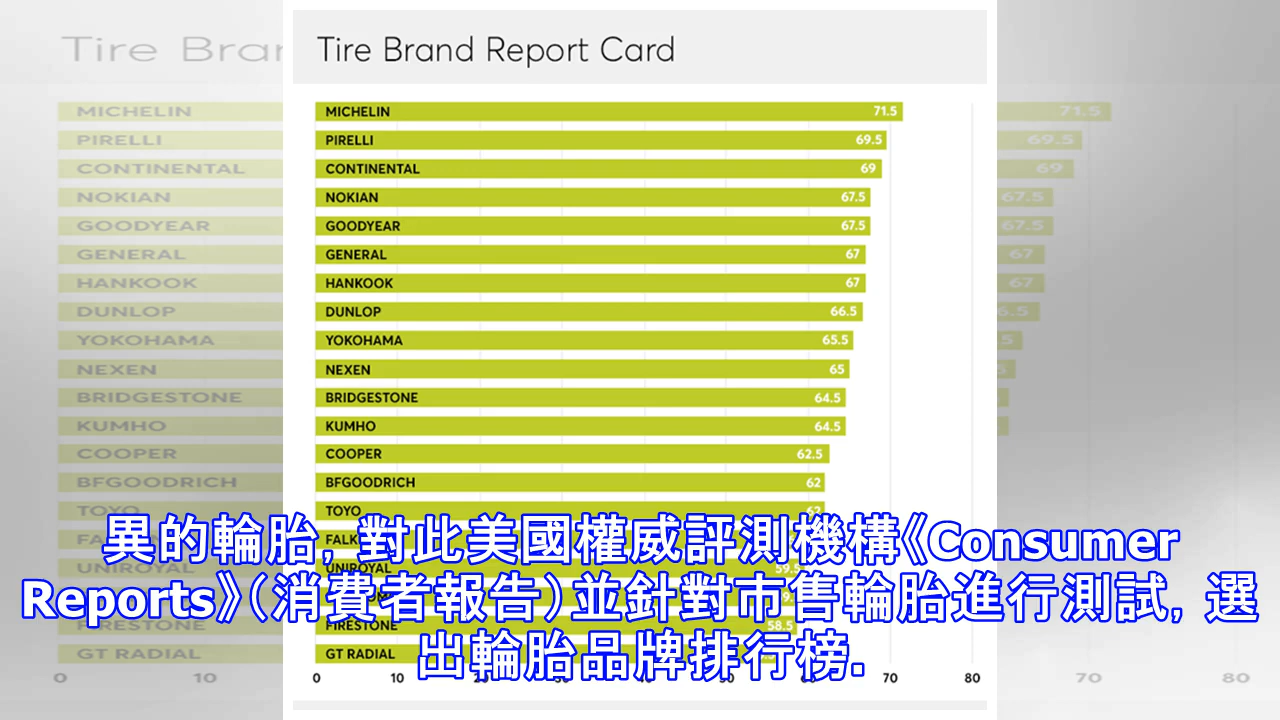 Tire Brand Report Card
MICHELIN 71.5
PIRELLI 69.5
CONTINENTAL 69
NOKIAN 67.5
GOODYEAR 67.5
GENERAL 67
HANKOOK 67
DUNLOP 66.5
YOKOHAMA 65.5
NEXEN 65
BRIDGESTONE 64.5
KUMHO 64.5
COOPER 62.5
BFGOODRICH 62
TOYO 62
UNIROYAL 59.5
FIRESTONE 58.5
GT RADIAL
0 10 70 80
異的輪胎, 對此美國權威評測機構《Consumer
Reports》(消費者報告)並針對市售輪胎進行測試, 選
出輪胎品牌排行榜.